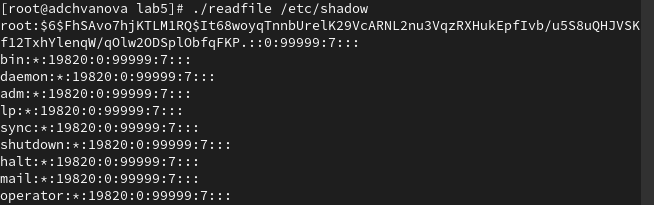 [root@adchvanova lab5]# ./readfile /etc/shadow
root:$6$FhSAvo7hjKTLM1RQ$It68woyqTnnbUrelK29VcARNL2nu3VqzRXHukEpfIvb/u5S8uQHJVSK
f12TxhYlenqW/qOlw2ODSplObfqFKP.::0:99999:7:::
bin:*:19820:0:99999:7:::
daemon:*:19820:0:99999:7:::
adm:*:19820:0:99999:7:::
lp:*:19820:0:99999:7:::
sync:*:19820:0:99999:7:::
shutdown:*:19820:0:99999:7:::
halt:*:19820:0:99999:7:::
mail:*:19820:0:99999:7:::
operator:*:19820:0:99999:7:::